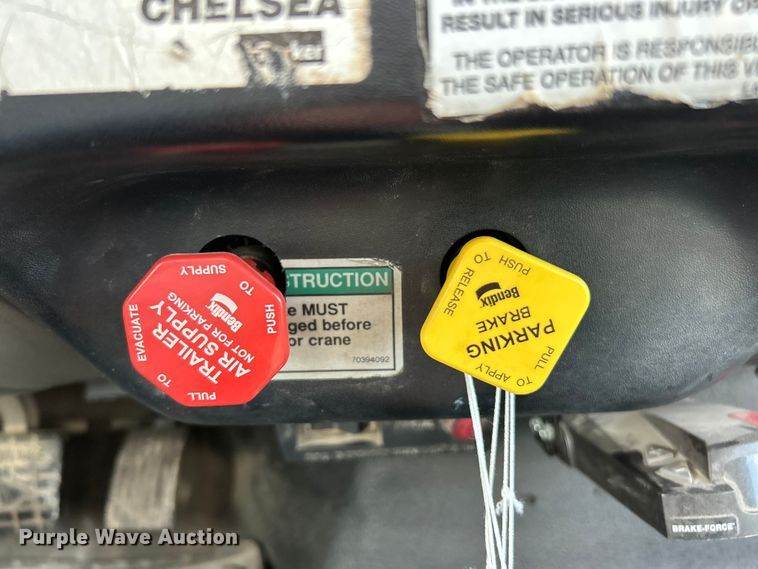 CHELSEA
RESULT IN SERIOUS INJURY OR
THE OPERATOR IS RESPONSIBLE
THE SAFE OPERATION OF THIS
STRUCTION
MUST
ged before
or crane
70394092
PUSH TO SUPPLY
Bendix
TRAILER
AIR SUPPLY
NOT FOR PARKING
PULL TO EVACUATE
PUSH TO RELEASE
Bendix
PARKING
BRAKE
PULL TO APPLY
BRAKE-FORCE
Purple Wave Auction